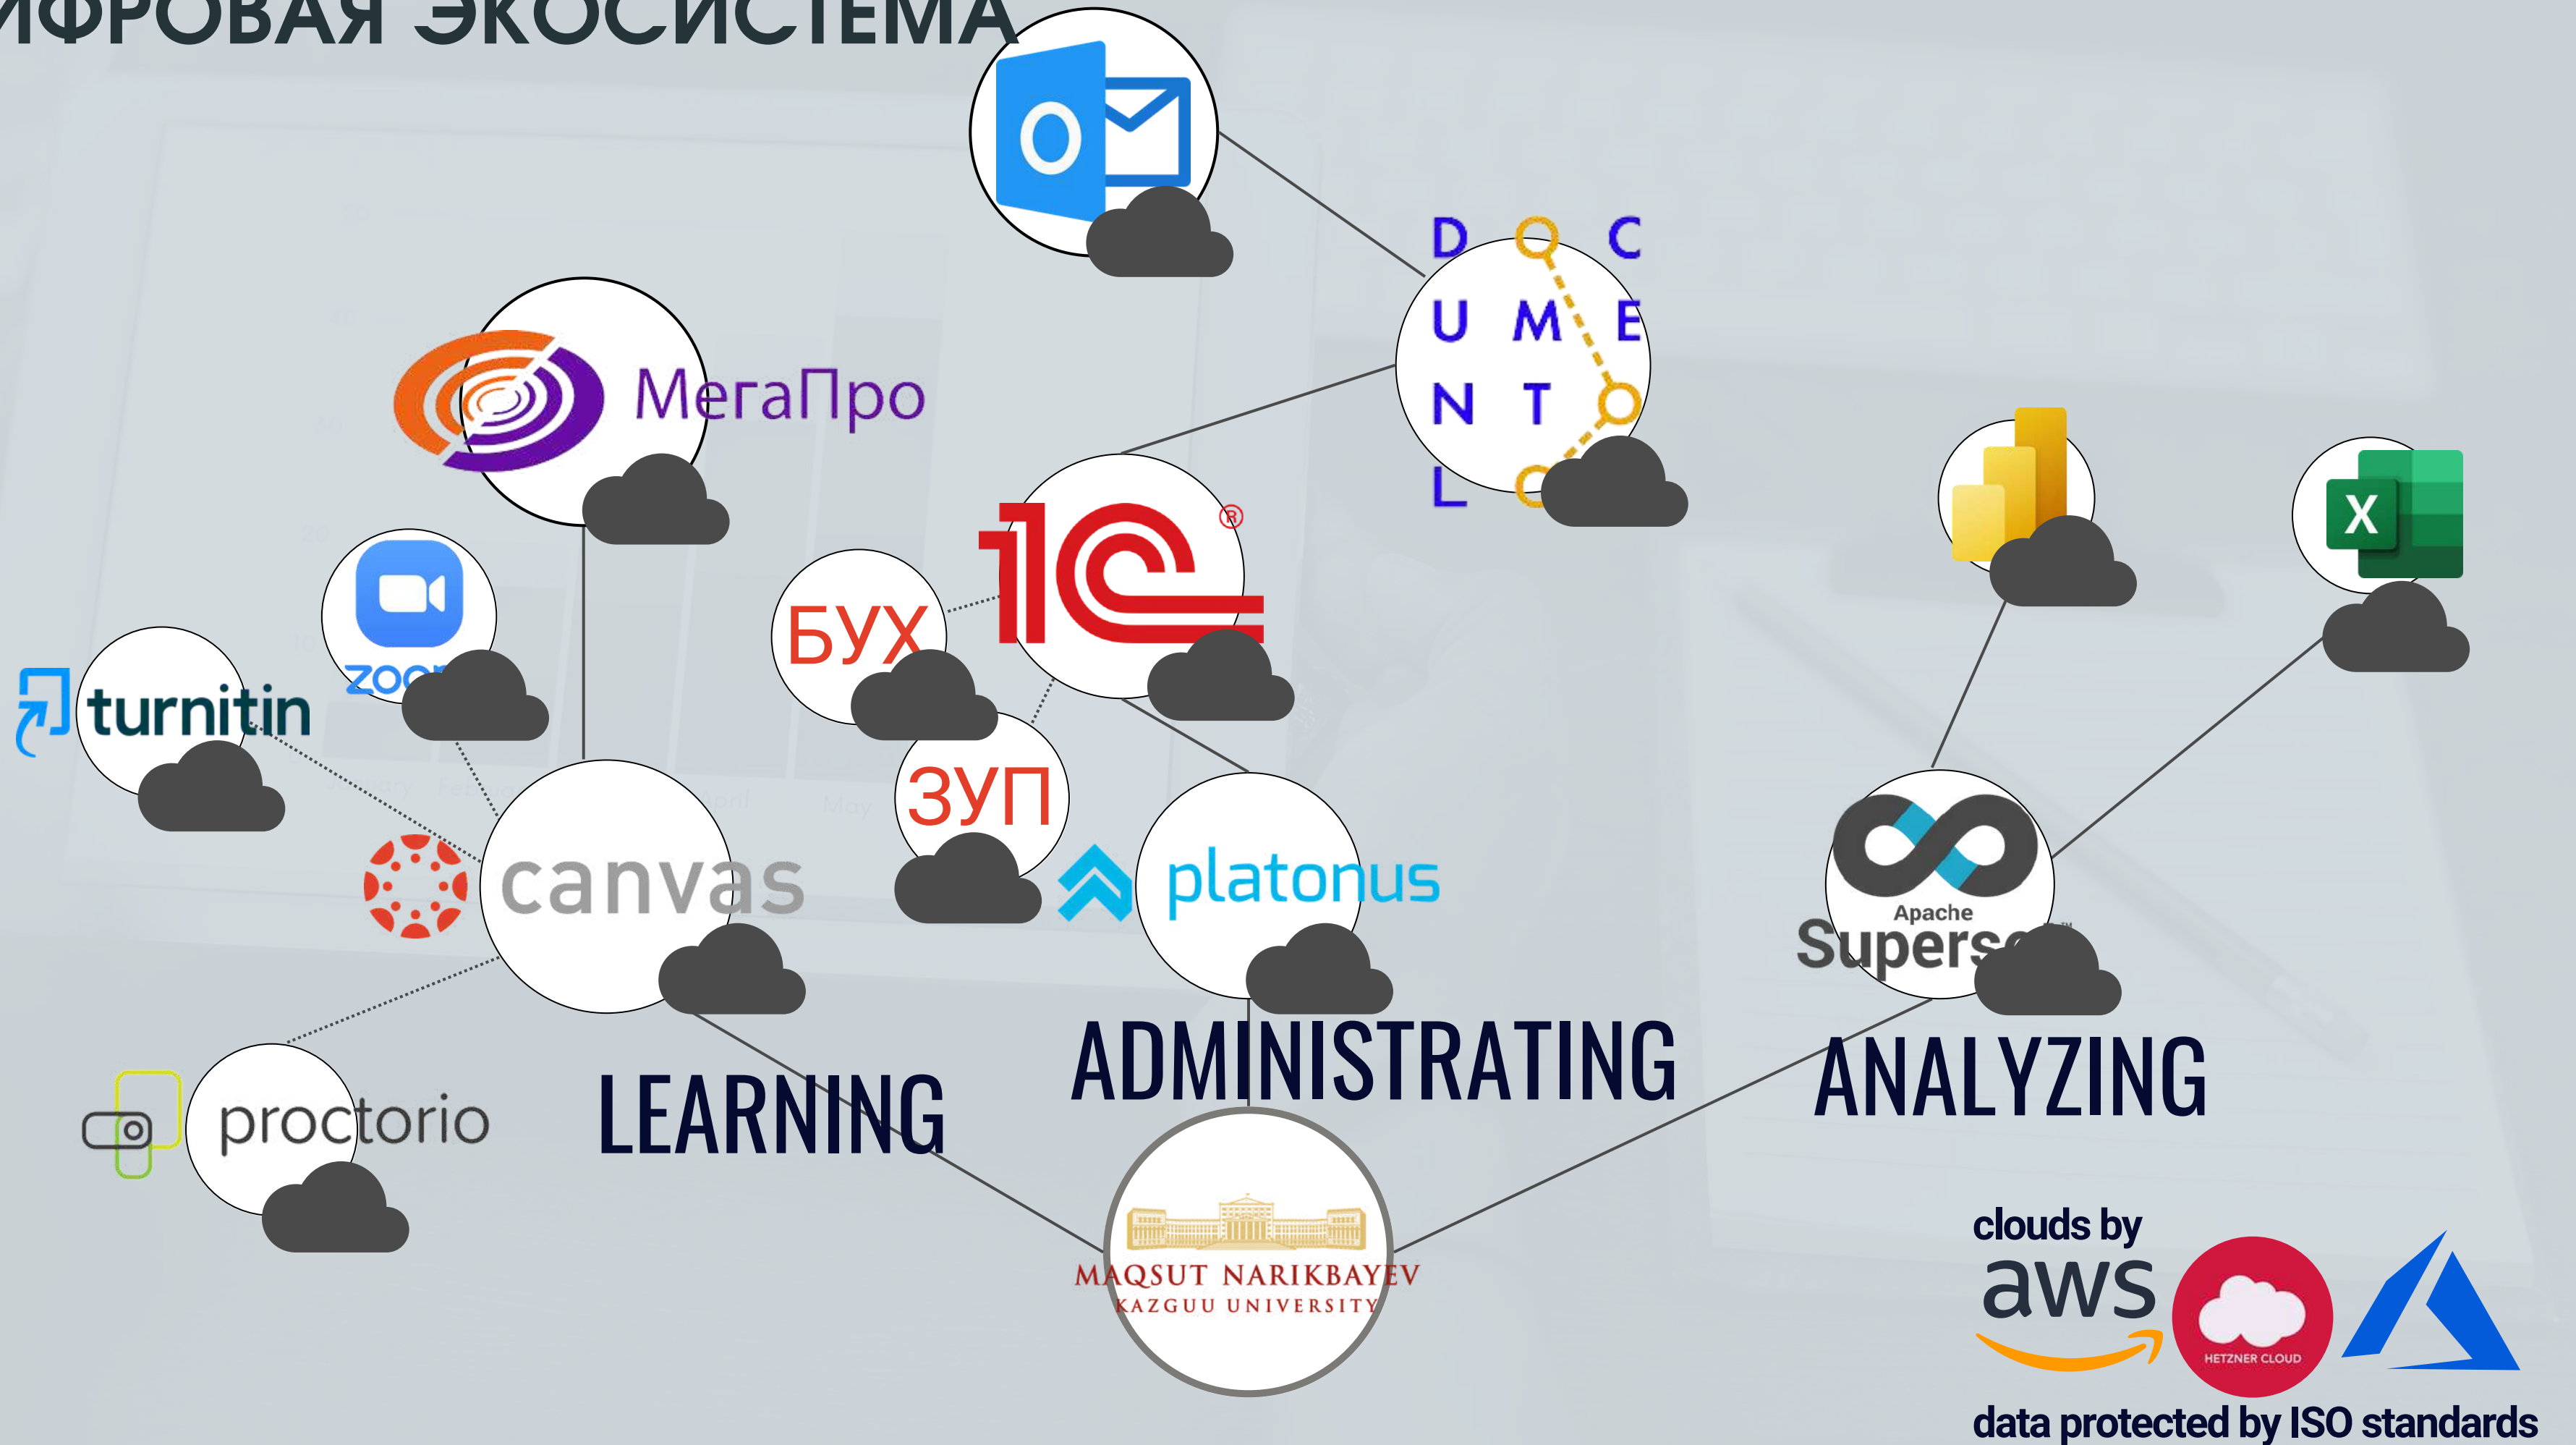 ИФРОВАЯ ЭКОСИСТЕМА
D O C
U M E
N T O
L O
МегаПро
1С®
X
БУХ
turnitin
ЗУП
canvas
platonus
Apache
LEARNING
ADMINISTRATING
ANALYZING
proctorio
MAQSUT NARIKBAYEV
KAZGUU UNIVERSITY
clouds by
aws
HETZNER CLOUD
data protected by ISO standards